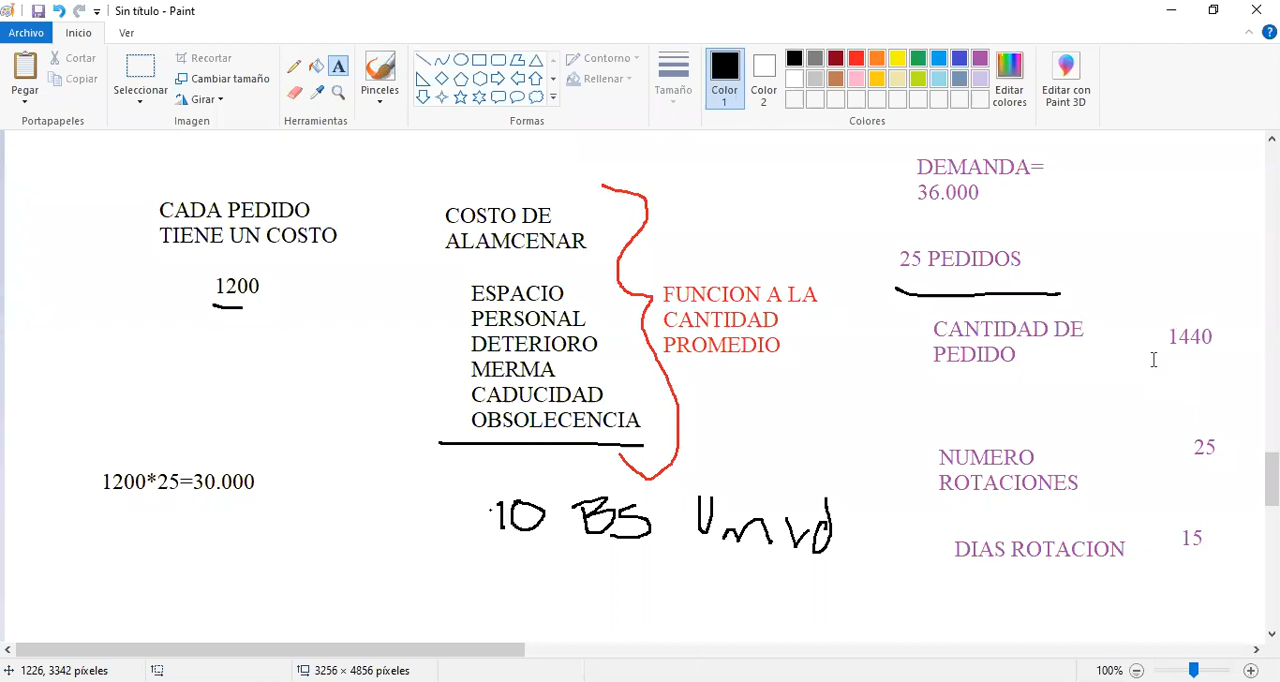 Sin título - Paint
Archivo
Inicio
Ver
Pegar
Cortar
Copiar
Portapapeles
Seleccionar
Recortar
Cambiar tamaño
Girar
Imagen
A
Herramientas
Pinceles
Contorno
Rellenar
Formas
Tamaño
Color
1
Color
2
Editar
colores
Colores
Editar con
Paint 3D
CADA PEDIDO
TIENE UN COSTO
1200
1200*25=30.000
COSTO DE
ALAMCENAR
ESPACIO
PERSONAL
DETERIORO
MERMA
CADUCIDAD
OBSOLECENCIA
FUNCION A LA
CANTIDAD
PROMEDIO
10 BS Unid
DEMANDA=
36.000
25 PEDIDOS
CANTIDAD DE
PEDIDO
1440
NUMERO
ROTACIONES
25
DIAS ROTACION
15
1226, 3342 píxeles
3256 × 4856 píxeles
100%